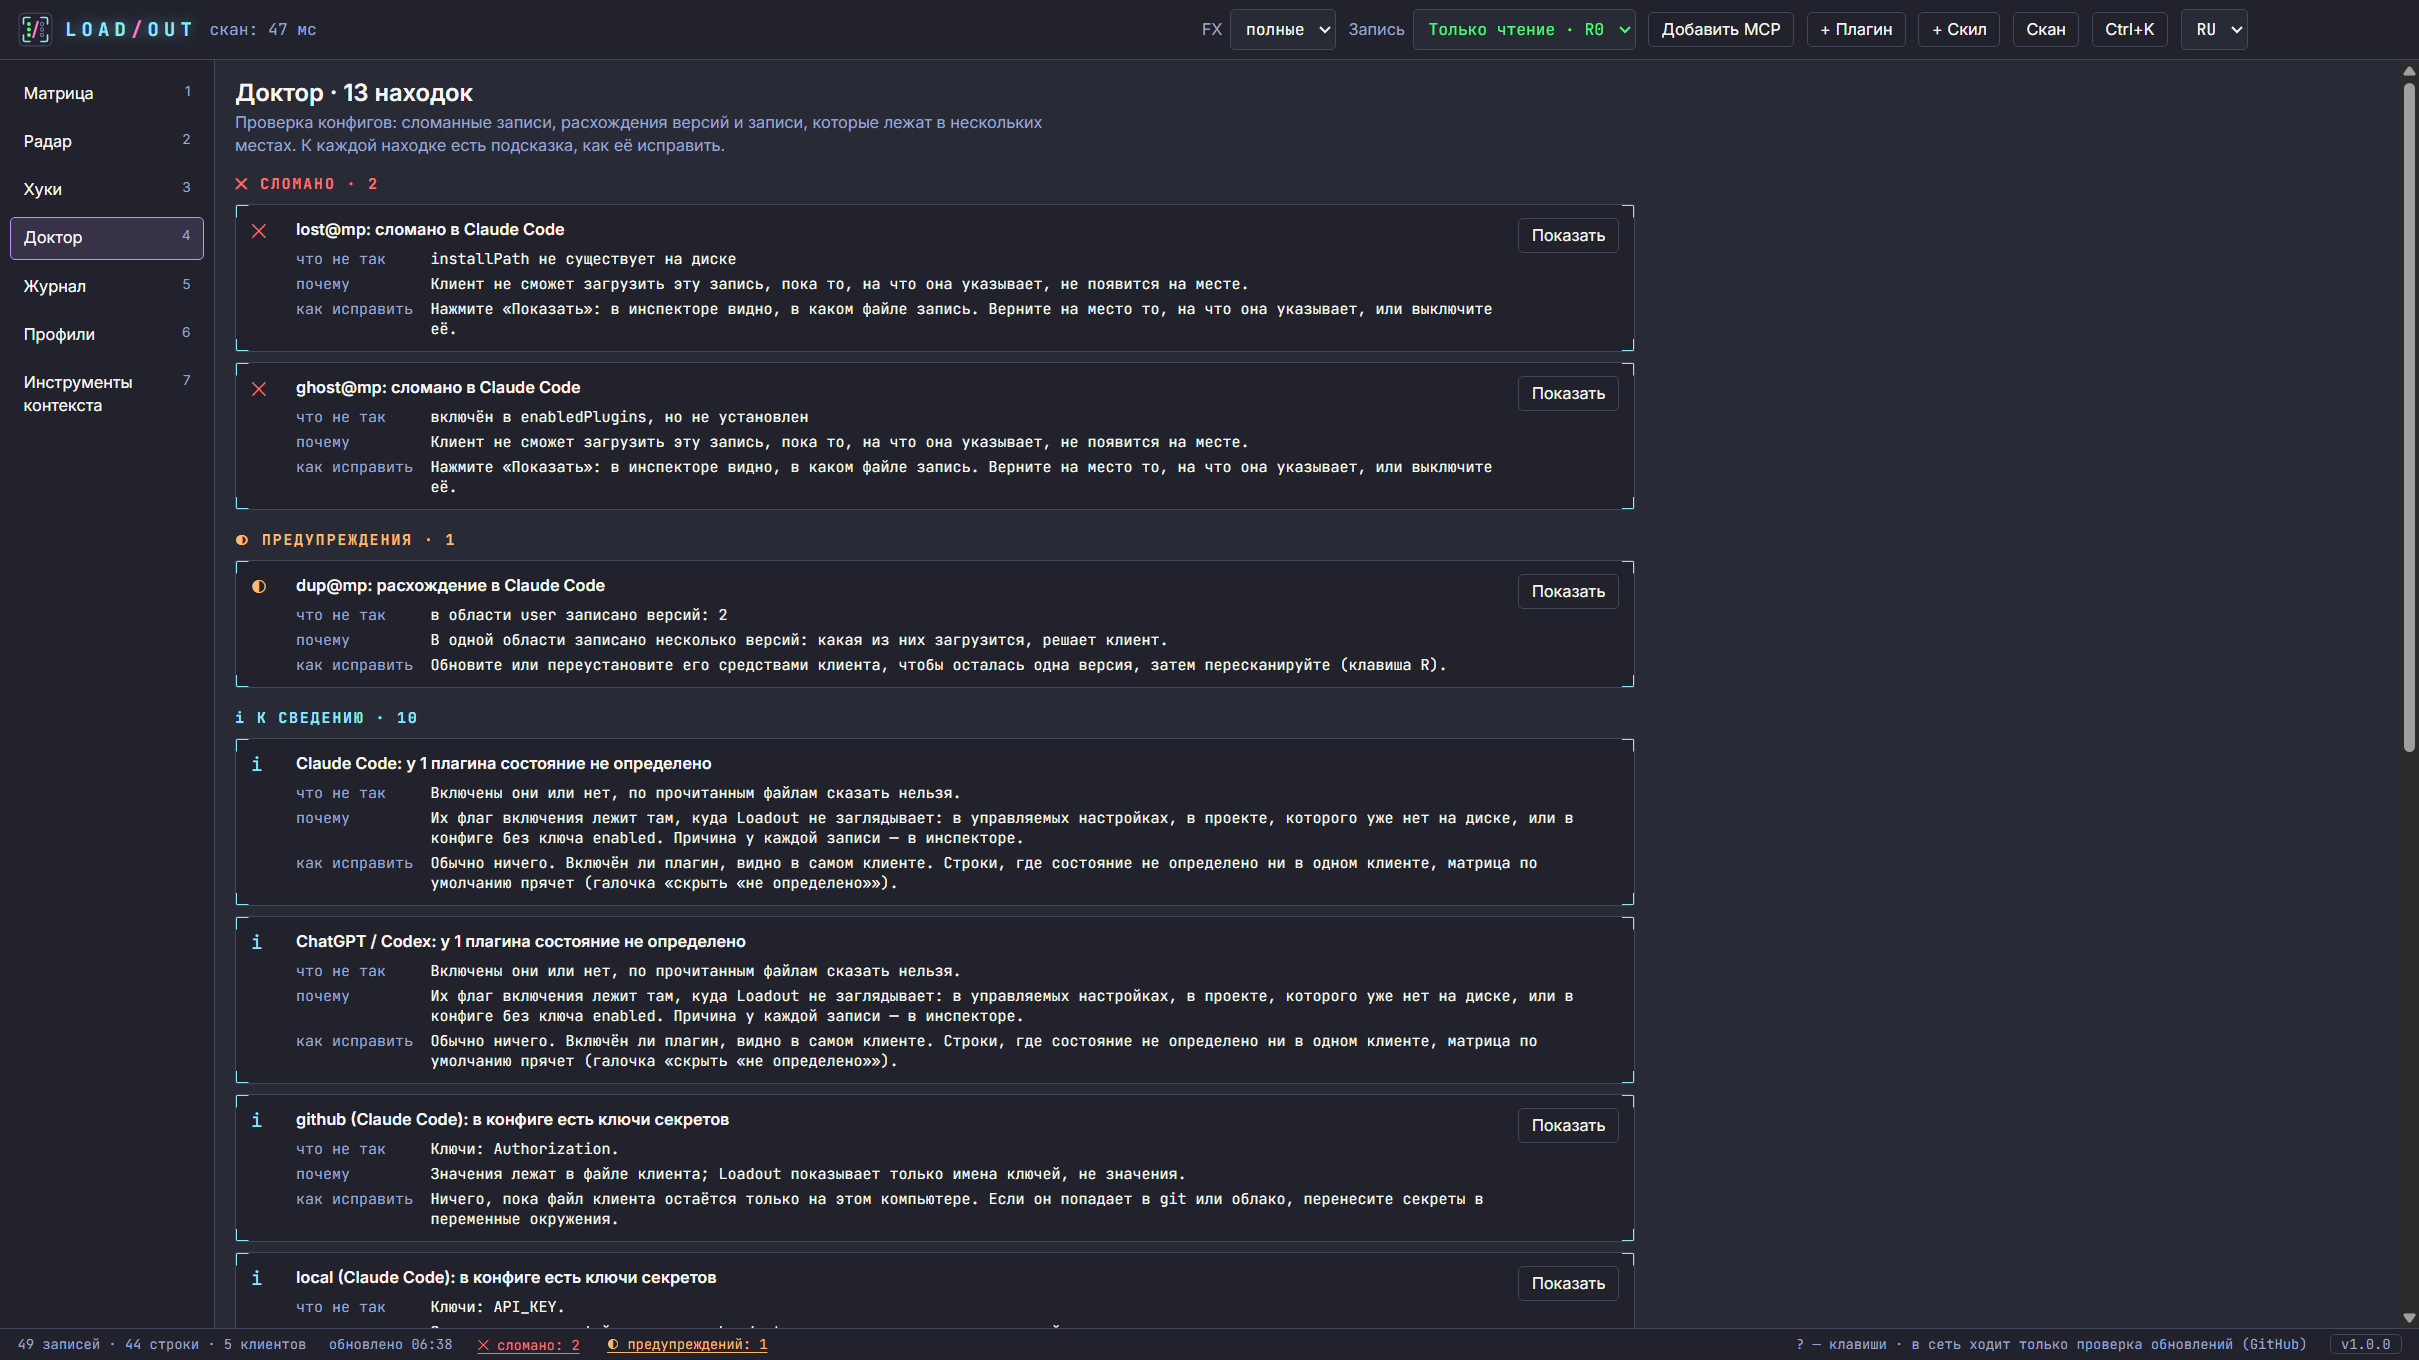 LOAD/OUT скан: 47 мс
FX полные Запись Только чтение · R0 Добавить MCP + Плагин + Скил Скан Ctrl+K RU
Матрица 1
Радар 2
Хуки 3
Доктор 4
Журнал 5
Профили 6
Инструменты контекста 7
Доктор · 13 находок
Проверка конфигов: сломанные записи, расхождения версий и записи, которые лежат в нескольких
местах. К каждой находке есть подсказка, как её исправить.
СЛОМАНО · 2
lost@mp: сломано в Claude Code Показать
что не так installPath не существует на диске
почему Клиент не сможет загрузить эту запись, пока то, на что она указывает, не появится на месте.
как исправить Нажмите «Показать»: в инспекторе видно, в каком файле запись. Верните на место то, на что она указывает, или выключите
её.
ghost@mp: сломано в Claude Code Показать
что не так включён в enabledPlugins, но не установлен
почему Клиент не сможет загрузить эту запись, пока то, на что она указывает, не появится на месте.
как исправить Нажмите «Показать»: в инспекторе видно, в каком файле запись. Верните на место то, на что она указывает, или выключите
её.
ПРЕДУПРЕЖДЕНИЯ · 1
dup@mp: расхождение в Claude Code Показать
что не так в области user записано версий: 2
почему В одной области записано несколько версий: какая из них загрузится, решает клиент.
как исправить Обновите или переустановите его средствами клиента, чтобы осталась одна версия, затем пересканируйте (клавиша R).
i К СВЕДЕНИЮ · 10
i Claude Code: у 1 плагина состояние не определено
что не так Включены они или нет, по прочитанным файлам сказать нельзя.
почему Их флаг включения лежит там, куда Loadout не заглядывает: в управляемых настройках, в проекте, которого уже нет на диске, или в
конфиге без ключа enabled. Причина у каждой записи — в инспекторе.
как исправить Обычно ничего. Включён ли плагин, видно в самом клиенте. Строки, где состояние не определено ни в одном клиенте, матрица по
умолчанию прячет (галочка «скрыть «не определено»»).
i ChatGPT / Codex: у 1 плагина состояние не определено
что не так Включены они или нет, по прочитанным файлам сказать нельзя.
почему Их флаг включения лежит там, куда Loadout не заглядывает: в управляемых настройках, в проекте, которого уже нет на диске, или в
конфиге без ключа enabled. Причина у каждой записи — в инспекторе.
как исправить Обычно ничего. Включён ли плагин, видно в самом клиенте. Строки, где состояние не определено ни в одном клиенте, матрица по
умолчанию прячет (галочка «скрыть «не определено»»).
i github (Claude Code): в конфиге есть ключи секретов Показать
что не так Ключи: Authorization.
почему Значения лежат в файле клиента; Loadout показывает только имена ключей, не значения.
как исправить Ничего, пока файл клиента остаётся только на этом компьютере. Если он попадает в git или облако, перенесите секреты в
переменные окружения.
i local (Claude Code): в конфиге есть ключи секретов Показать
что не так Ключи: API_KEY.
49 записей · 44 строки · 5 клиентов обновлено 06:38 сломано: 2 предупреждений: 1
? — клавиши · в сеть ходит только проверка обновлений (GitHub) v1.0.0